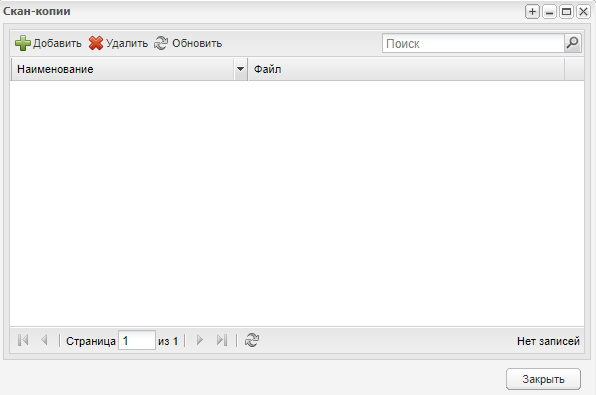 Скан-копии
Добавить Удалить Обновить Поиск
Наименование Файл
Страница 1 из 1 Нет записей
Закрыть